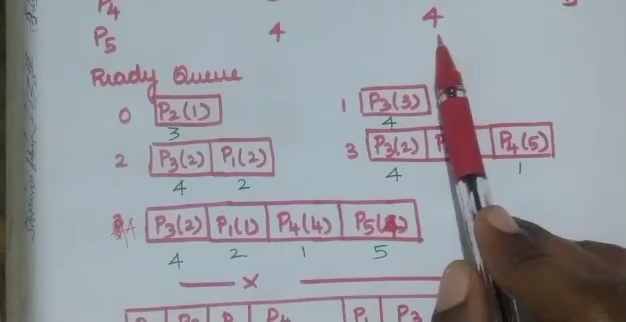 P4
P5 4 4
Ready Queue
0 P2(1) 1 P3(3)
3 4
2 P3(2) P1(2) 3 P3(2) P4(5)
4 2 4 1
P3(2) P1(1) P4(4) P5(4)
4 2 1 5
x
P4 P1 P3